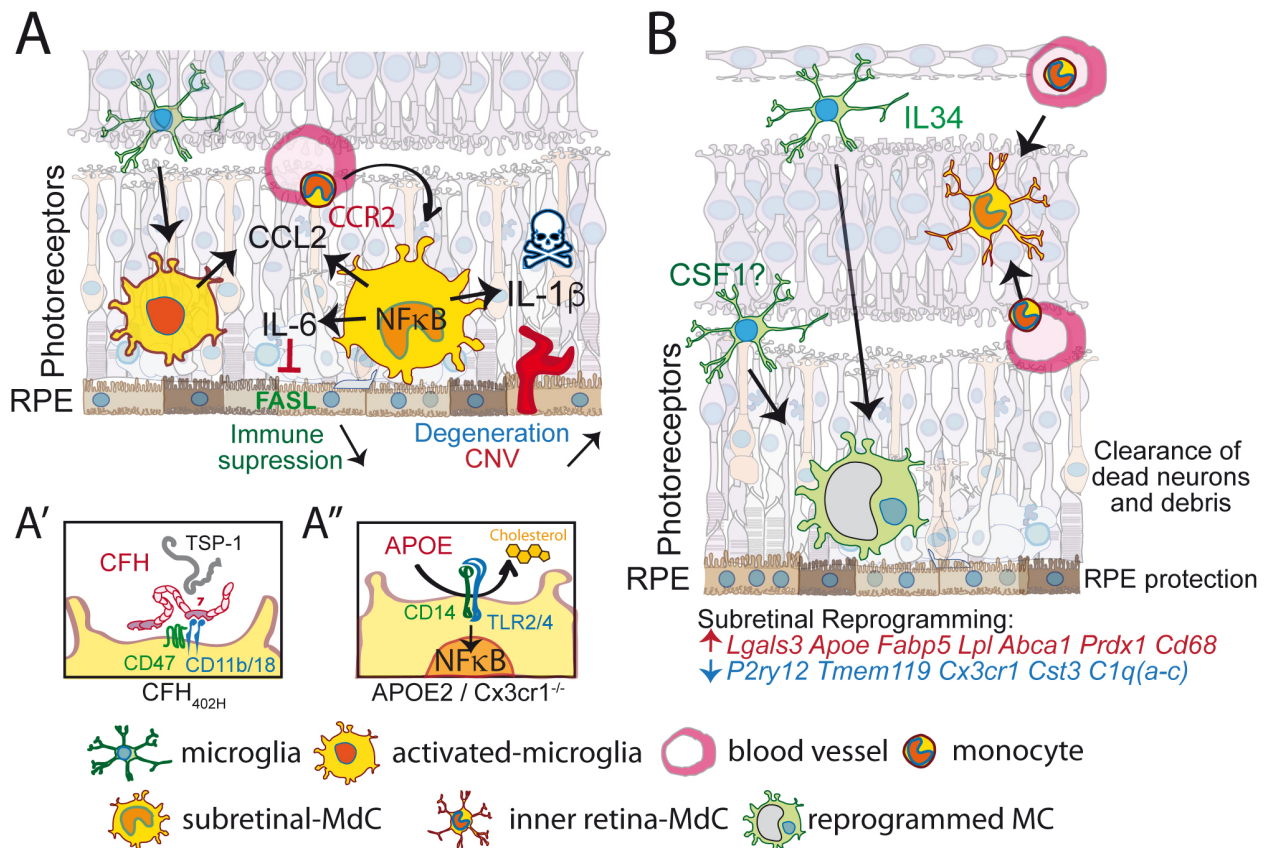 A
Photoreceptors
RPE
CCR2
CCL2
IL-6
NFκB
IL-1β
FASL
Immune
supression
Degeneration
CNV
B
IL34
CSF1?
Photoreceptors
RPE
Clearance of
dead neurons
and debris
RPE protection
Subretinal Reprogramming:
Lgals3 Apoe Fabp5 Lpl Abca1 Prdx1 Cd68
P2ry12 Tmem119 Cx3cr1 Cst3 C1q(a-c)
A'
TSP-1
CFH
7
CD47
CD11b/18
CFH402H
A"
APOE
Cholesterol
CD14
TLR2/4
NFκB
APOE2 / Cx3cr1-/-
microglia
activated-microglia
blood vessel
monocyte
subretinal-MdC
inner retina-MdC
reprogrammed MC